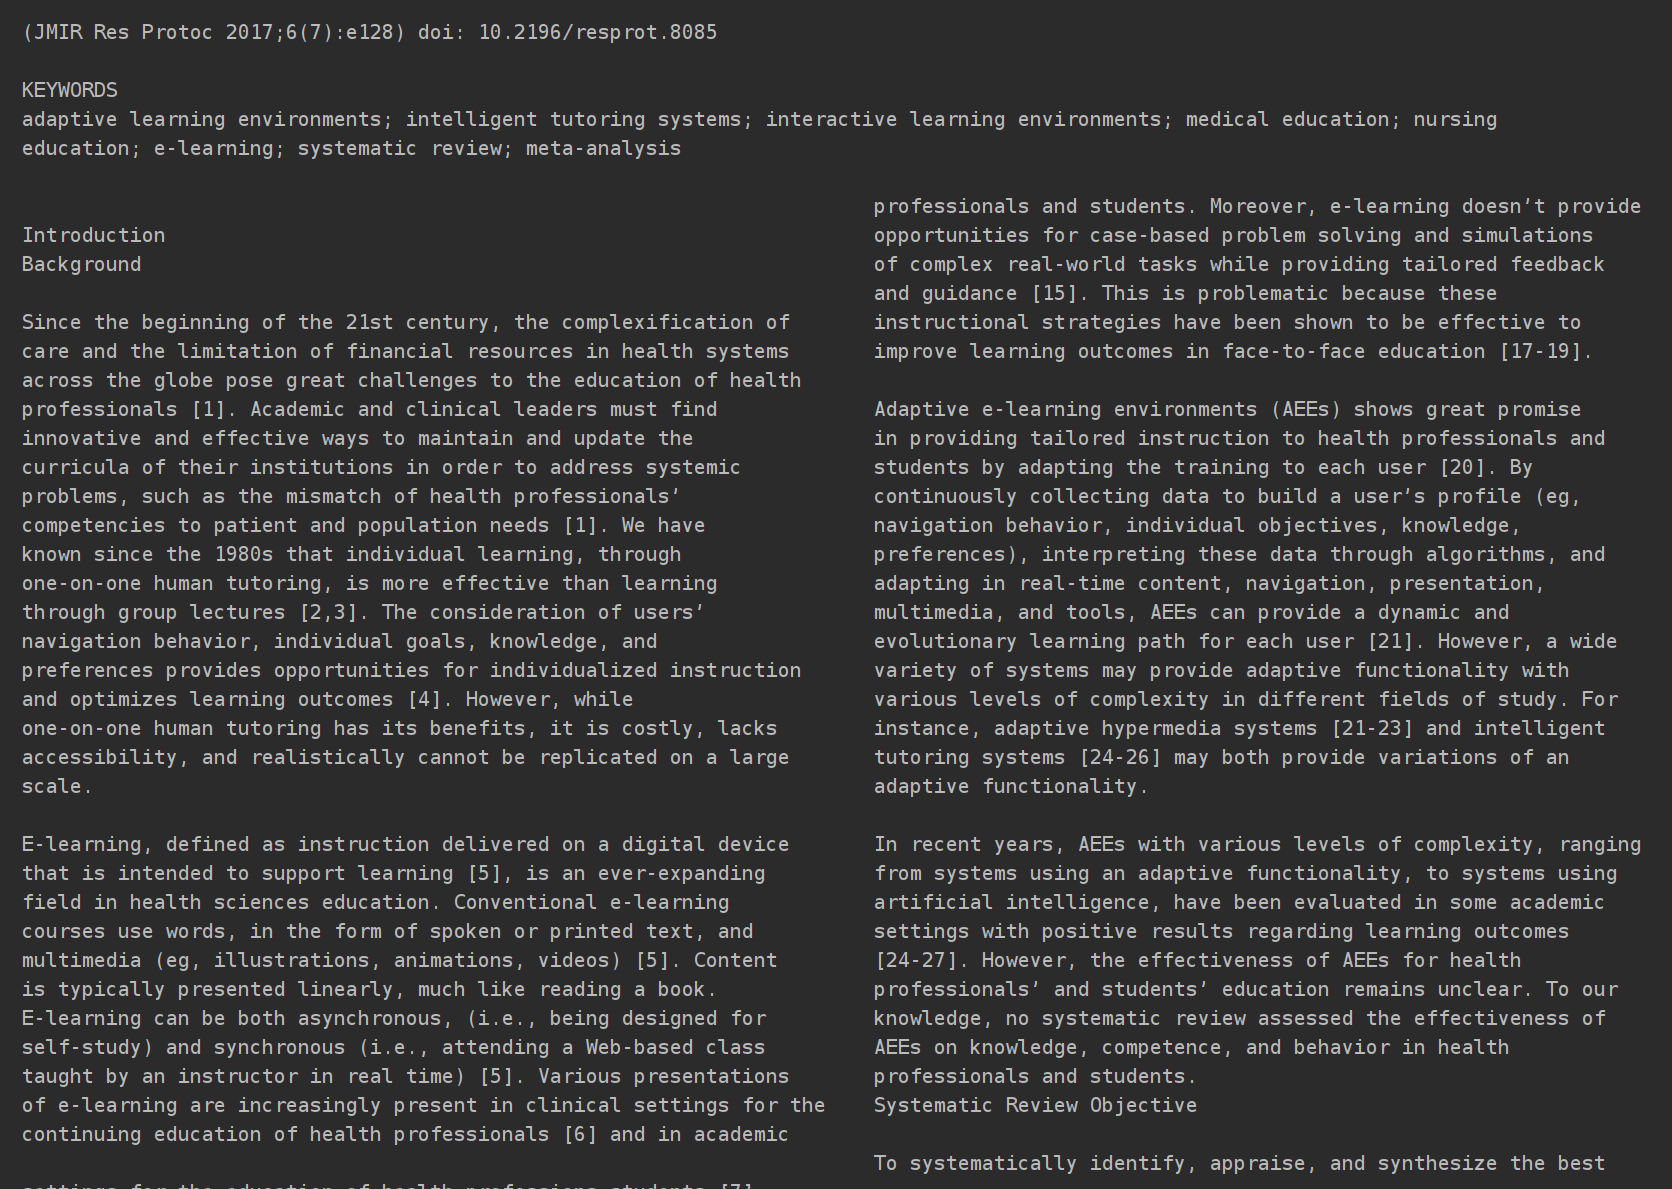 (JMIR Res Protoc 2017;6(7):e128) doi: 10.2196/resprot.8085
KEYWORDS
adaptive learning environments; intelligent tutoring systems; interactive learning environments; medical education; nursing
education; e-learning; systematic review; meta-analysis
Introduction
Background
Since the beginning of the 21st century, the complexification of
care and the limitation of financial resources in health systems
across the globe pose great challenges to the education of health
professionals [1]. Academic and clinical leaders must find
innovative and effective ways to maintain and update the
curricula of their institutions in order to address systemic
problems, such as the mismatch of health professionals’
competencies to patient and population needs [1]. We have
known since the 1980s that individual learning, through
one-on-one human tutoring, is more effective than learning
through group lectures [2,3]. The consideration of users’
navigation behavior, individual goals, knowledge, and
preferences provides opportunities for individualized instruction
and optimizes learning outcomes [4]. However, while
one-on-one human tutoring has its benefits, it is costly, lacks
accessibility, and realistically cannot be replicated on a large
scale.
E-learning, defined as instruction delivered on a digital device
that is intended to support learning [5], is an ever-expanding
field in health sciences education. Conventional e-learning
courses use words, in the form of spoken or printed text, and
multimedia (eg, illustrations, animations, videos) [5]. Content
is typically presented linearly, much like reading a book.
E-learning can be both asynchronous, (i.e., being designed for
self-study) and synchronous (i.e., attending a Web-based class
taught by an instructor in real time) [5]. Various presentations
of e-learning are increasingly present in clinical settings for the
continuing education of health professionals [6] and in academic
settings for the education of health professions students [7]
professionals and students. Moreover, e-learning doesn’t provide
opportunities for case-based problem solving and simulations
of complex real-world tasks while providing tailored feedback
and guidance [15]. This is problematic because these
instructional strategies have been shown to be effective to
improve learning outcomes in face-to-face education [17-19].
Adaptive e-learning environments (AEEs) shows great promise
in providing tailored instruction to health professionals and
students by adapting the training to each user [20]. By
continuously collecting data to build a user’s profile (eg,
navigation behavior, individual objectives, knowledge,
preferences), interpreting these data through algorithms, and
adapting in real-time content, navigation, presentation,
multimedia, and tools, AEEs can provide a dynamic and
evolutionary learning path for each user [21]. However, a wide
variety of systems may provide adaptive functionality with
various levels of complexity in different fields of study. For
instance, adaptive hypermedia systems [21-23] and intelligent
tutoring systems [24-26] may both provide variations of an
adaptive functionality.
In recent years, AEEs with various levels of complexity, ranging
from systems using an adaptive functionality, to systems using
artificial intelligence, have been evaluated in some academic
settings with positive results regarding learning outcomes
[24-27]. However, the effectiveness of AEEs for health
professionals’ and students’ education remains unclear. To our
knowledge, no systematic review assessed the effectiveness of
AEEs on knowledge, competence, and behavior in health
professionals and students.
Systematic Review Objective
To systematically identify, appraise, and synthesize the best